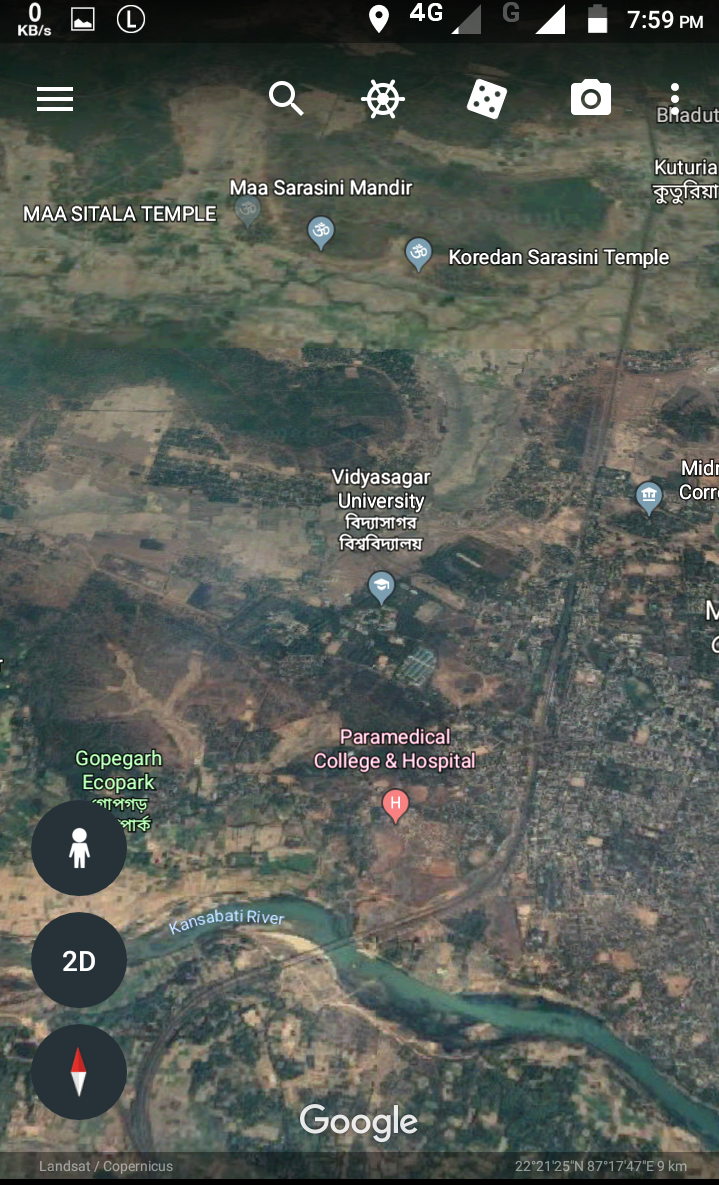 0
KB/s
L
4G
G
7:59 PM
Bhadut
Kuturia
কুতুরিয়া
Maa Sarasini Mandir
MAA SITALA TEMPLE
Koredan Sarasini Temple
Vidyasagar
University
বিদ্যাসাগর
বিশ্ববিদ্যালয়
Midn
Corr
M
Paramedical
College & Hospital
H
Gopegarh
Ecopark
গোপগড়
পার্ক
Kansabati River
2D
Google
Landsat / Copernicus
22°21'25"N 87°17'47"E 9 km